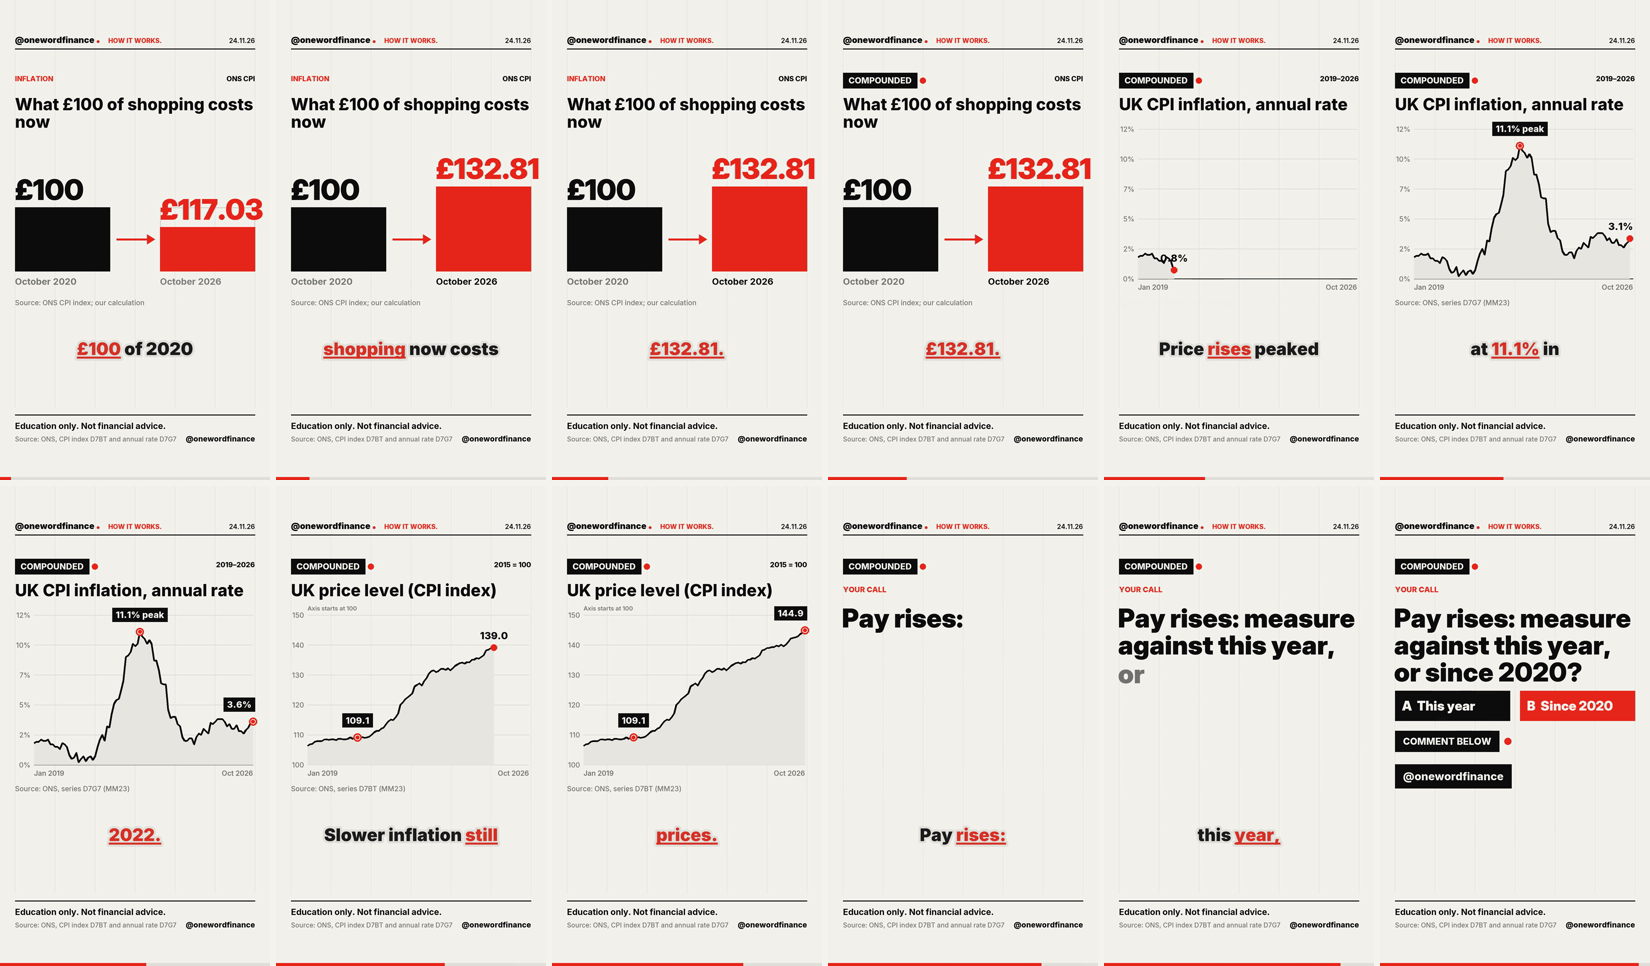 @onewordfinance HOW IT WORKS. 24.11.26
INFLATION ONS CPI
What £100 of shopping costs
now
£100
£117.03
October 2020 October 2026
Source: ONS CPI index; our calculation
£100 of 2020
Education only. Not financial advice.
Source: ONS, CPI index D7BT and annual rate D7G7 @onewordfinance
@onewordfinance HOW IT WORKS. 24.11.26
INFLATION ONS CPI
What £100 of shopping costs
now
£132.81
£100
October 2020 October 2026
Source: ONS CPI index; our calculation
shopping now costs
Education only. Not financial advice.
Source: ONS, CPI index D7BT and annual rate D7G7 @onewordfinance
@onewordfinance HOW IT WORKS. 24.11.26
INFLATION ONS CPI
What £100 of shopping costs
now
£132.81
£100
October 2020 October 2026
Source: ONS CPI index; our calculation
£132.81.
Education only. Not financial advice.
Source: ONS, CPI index D7BT and annual rate D7G7 @onewordfinance
@onewordfinance HOW IT WORKS. 24.11.26
COMPOUNDED ONS CPI
What £100 of shopping costs
now
£132.81
£100
October 2020 October 2026
Source: ONS CPI index; our calculation
£132.81.
Education only. Not financial advice.
Source: ONS, CPI index D7BT and annual rate D7G7 @onewordfinance
@onewordfinance HOW IT WORKS. 24.11.26
COMPOUNDED 2019–2026
UK CPI inflation, annual rate
12%
10%
7%
5%
2%
0.8%
0%
Jan 2019 Oct 2026
Price rises peaked
Education only. Not financial advice.
Source: ONS, CPI index D7BT and annual rate D7G7 @onewordfinance
@onewordfinance HOW IT WORKS. 24.11.26
COMPOUNDED 2019–2026
UK CPI inflation, annual rate
12% 11.1% peak
10%
7%
5%
3.1%
2%
0%
Jan 2019 Oct 2026
Source: ONS, series D7G7 (MM23)
at 11.1% in
Education only. Not financial advice.
Source: ONS, CPI index D7BT and annual rate D7G7 @onewordfinance
@onewordfinance HOW IT WORKS. 24.11.26
COMPOUNDED 2019–2026
UK CPI inflation, annual rate
12% 11.1% peak
10%
7%
5%
3.6%
2%
0%
Jan 2019 Oct 2026
Source: ONS, series D7G7 (MM23)
2022.
Education only. Not financial advice.
Source: ONS, CPI index D7BT and annual rate D7G7 @onewordfinance
@onewordfinance HOW IT WORKS. 24.11.26
COMPOUNDED 2015 = 100
UK price level (CPI index)
Axis starts at 100
150
139.0
140
130
120
109.1
110
100
Jan 2019 Oct 2026
Source: ONS, series D7BT (MM23)
Slower inflation still
Education only. Not financial advice.
Source: ONS, CPI index D7BT and annual rate D7G7 @onewordfinance
@onewordfinance HOW IT WORKS. 24.11.26
COMPOUNDED 2015 = 100
UK price level (CPI index)
Axis starts at 100
150 144.9
140
130
120
109.1
110
100
Jan 2019 Oct 2026
Source: ONS, series D7BT (MM23)
prices.
Education only. Not financial advice.
Source: ONS, CPI index D7BT and annual rate D7G7 @onewordfinance
@onewordfinance HOW IT WORKS. 24.11.26
COMPOUNDED
YOUR CALL
Pay rises:
Pay rises:
Education only. Not financial advice.
Source: ONS, CPI index D7BT and annual rate D7G7 @onewordfinance
@onewordfinance HOW IT WORKS. 24.11.26
COMPOUNDED
YOUR CALL
Pay rises: measure
against this year,
or
this year,
Education only. Not financial advice.
Source: ONS, CPI index D7BT and annual rate D7G7 @onewordfinance
@onewordfinance HOW IT WORKS. 24.11.26
COMPOUNDED
YOUR CALL
Pay rises: measure
against this year,
or since 2020?
A This year B Since 2020
COMMENT BELOW
@onewordfinance
Education only. Not financial advice.
Source: ONS, CPI index D7BT and annual rate D7G7 @onewordfinance